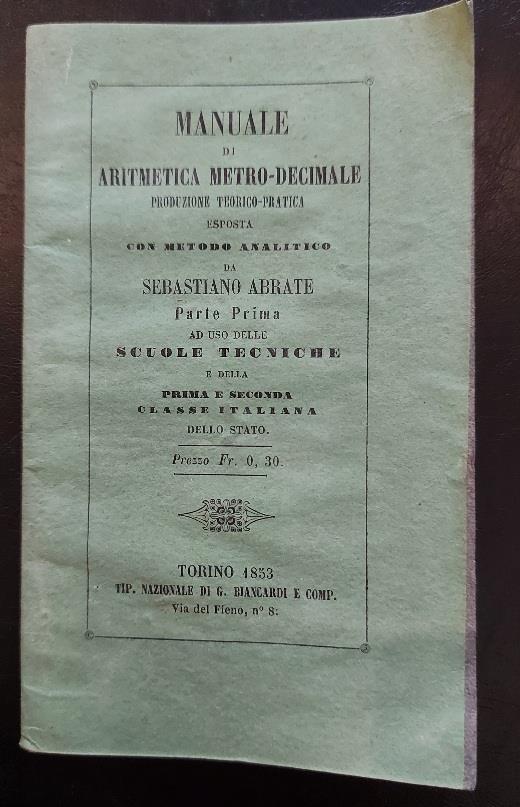 MANUALE
DI
ARITMETICA METRO-DECIMALE
PRODUZIONE TEORICO-PRATICA
ESPOSTA
CON METODO ANALITICO
DA
SEBASTIANO ABRATE
Parte Prima
AD USO DELLE
SCUOLE TECNICHE
E DELLA
PRIMA E SECONDA
CLASSE ITALIANA
DELLO STATO.
Prezzo Fr. 0, 30.
TORINO 1853
TIP. NAZIONALE DI G. BIANCARDI E COMP.
Via del Fieno, nº 8.